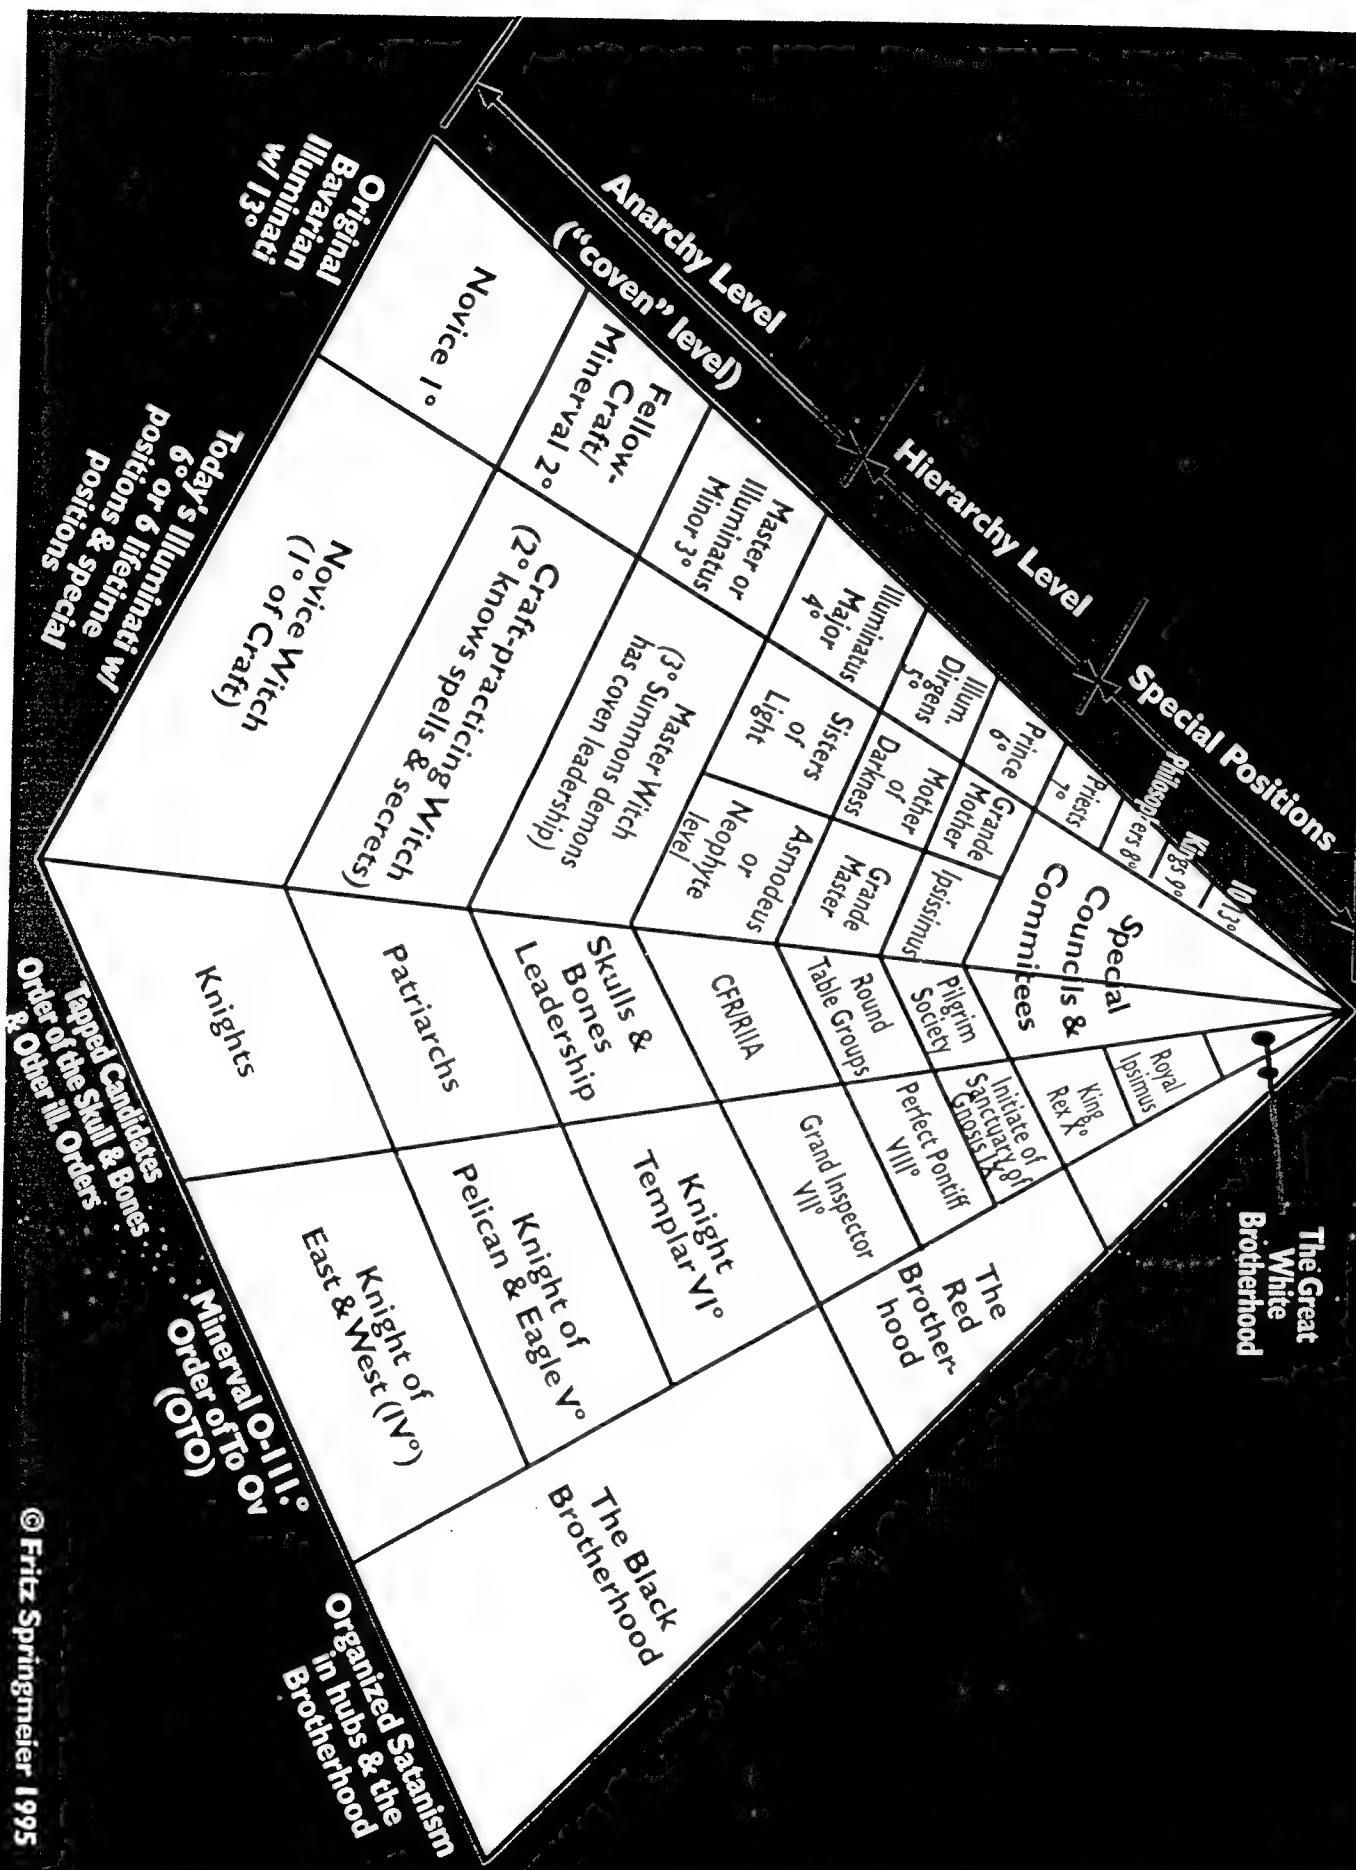 Anarchy Level
("coven" level)
Hierarchy Level
Special Positions
Original
Bavarian
Illuminati
w/ 13°
Novice 1°
Fellow-
Craft/
Minerval 2°
Master or
Illuminatus
Minor 3°
Illuminatus
Major
4°
Illum.
Dirgens
5°
Prince
6°
Priests
7°
8°
9°
13°
Today's Illuminati w/
6° or 6 lifetime
positions & special
positions
Novice Witch
(1° of Craft)
Craft-practicing Witch
(2° knows spells & secrets)
Master Witch
(3° Summons demons
has coven leadership)
Sisters
of
Light
Asmodeus
or
Neophyte
level
Mother
of
Darkness
Grande
Master
Grande
Mother
Ipsissimus
Special
Councils &
Commitees
Tapped Candidates
Order of the Skull & Bones
& Other ill. Orders
Knights
Patriarchs
Skulls &
Bones
Leadership
CFR/RIIA
Round
Table Groups
Pilgrim
Society
Minerval O-III.°
Order of To Ov
(OTO)
Knight of
East & West (IV°)
Knight of
Pelican & Eagle V°
Knight
Templar VI°
Grand Inspector
VII°
Perfect Pontiff
VIII°
Initiate of
Sanctuary of
Gnosis IX
King
Rex X°
Royal
Ipsimus
Organized Satanism
in hubs & the
Brotherhood
The Black
Brotherhood
The
Red
Brother-
hood
The Great
White
Brotherhood
© Fritz Springmeier 1995